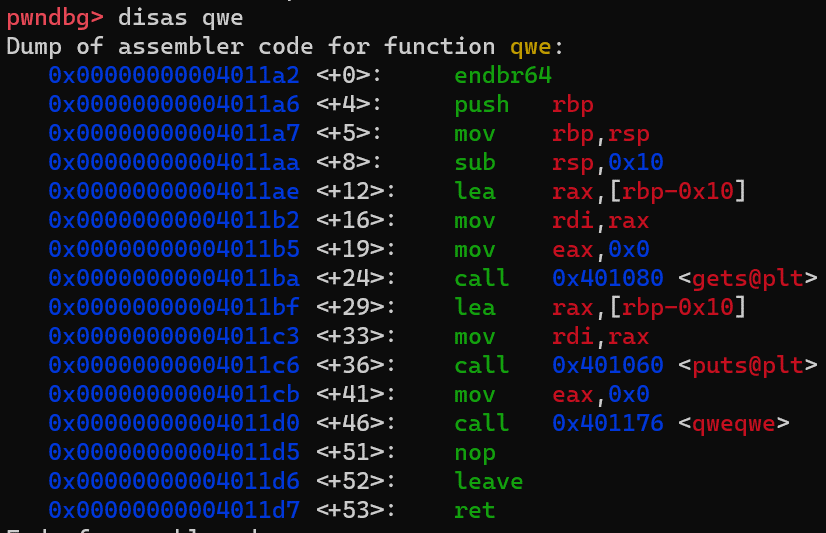 pwndbg> disas qwe
Dump of assembler code for function qwe:
0x00000000004011a2 <+0>: endbr64
0x00000000004011a6 <+4>: push rbp
0x00000000004011a7 <+5>: mov rbp,rsp
0x00000000004011aa <+8>: sub rsp,0x10
0x00000000004011ae <+12>: lea rax,[rbp-0x10]
0x00000000004011b2 <+16>: mov rdi,rax
0x00000000004011b5 <+19>: mov eax,0x0
0x00000000004011ba <+24>: call 0x401080 <gets@plt>
0x00000000004011bf <+29>: lea rax,[rbp-0x10]
0x00000000004011c3 <+33>: mov rdi,rax
0x00000000004011c6 <+36>: call 0x401060 <puts@plt>
0x00000000004011cb <+41>: mov eax,0x0
0x00000000004011d0 <+46>: call 0x401176 <qweqwe>
0x00000000004011d5 <+51>: nop
0x00000000004011d6 <+52>: leave
0x00000000004011d7 <+53>: ret